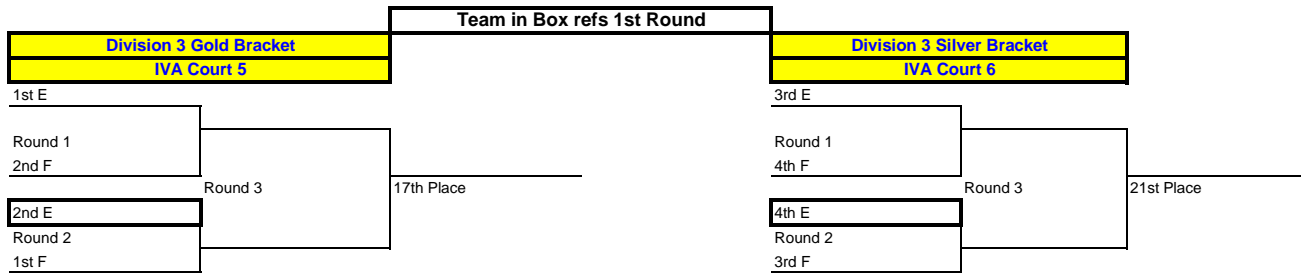 Team in Box refs 1st Round
Division 3 Gold Bracket
IVA Court 5
1st E
Round 1
2nd F
Round 3
17th Place
2nd E
Round 2
1st F
Division 3 Silver Bracket
IVA Court 6
3rd E
Round 1
4th F
Round 3
21st Place
4th E
Round 2
3rd F